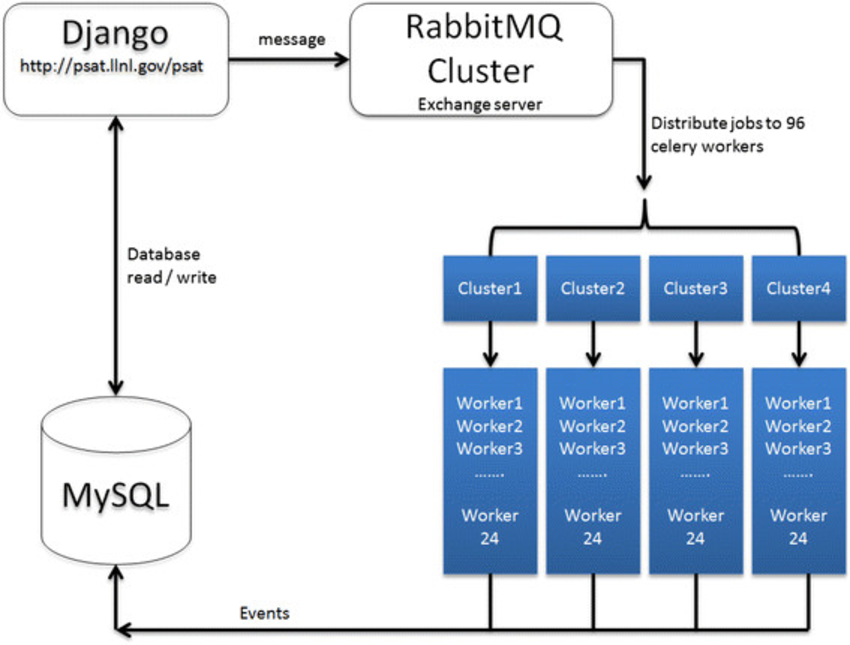 Django
http://psat.llnl.gov/psat
message
RabbitMQ
Cluster
Exchange server
Distribute jobs to 96
celery workers
Database
read / write
Cluster1
Cluster2
Cluster3
Cluster4
Worker1
Worker2
Worker3
.......
Worker
24
Worker1
Worker2
Worker3
.......
Worker
24
Worker1
Worker2
Worker3
.......
Worker
24
Worker1
Worker2
Worker3
.......
Worker
24
MySQL
Events